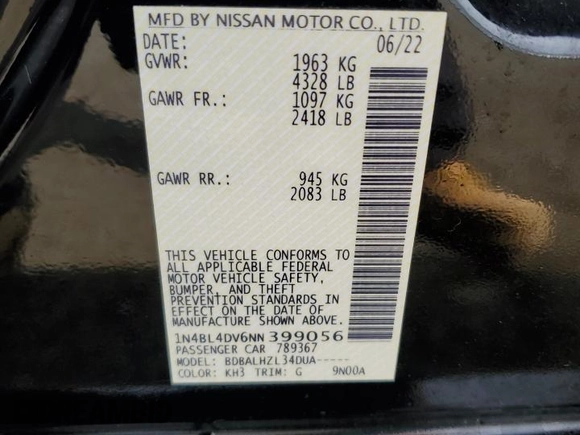 MFD BY NISSAN MOTOR CO., LTD.
DATE: 06/22
GVWR: 1963 KG
4328 LB
GAWR FR.: 1097 KG
2418 LB
GAWR RR.: 945 KG
2083 LB
THIS VEHICLE CONFORMS TO
ALL APPLICABLE FEDERAL
MOTOR VEHICLE SAFETY,
BUMPER, AND THEFT
PREVENTION STANDARDS IN
EFFECT ON THE DATE OF
MANUFACTURE SHOWN ABOVE.
1N4BL4DV6NN 399056
PASSENGER CAR 789367
MODEL: BDBALHZL34DUA-----
COLOR: KH3 TRIM: G 9N00A